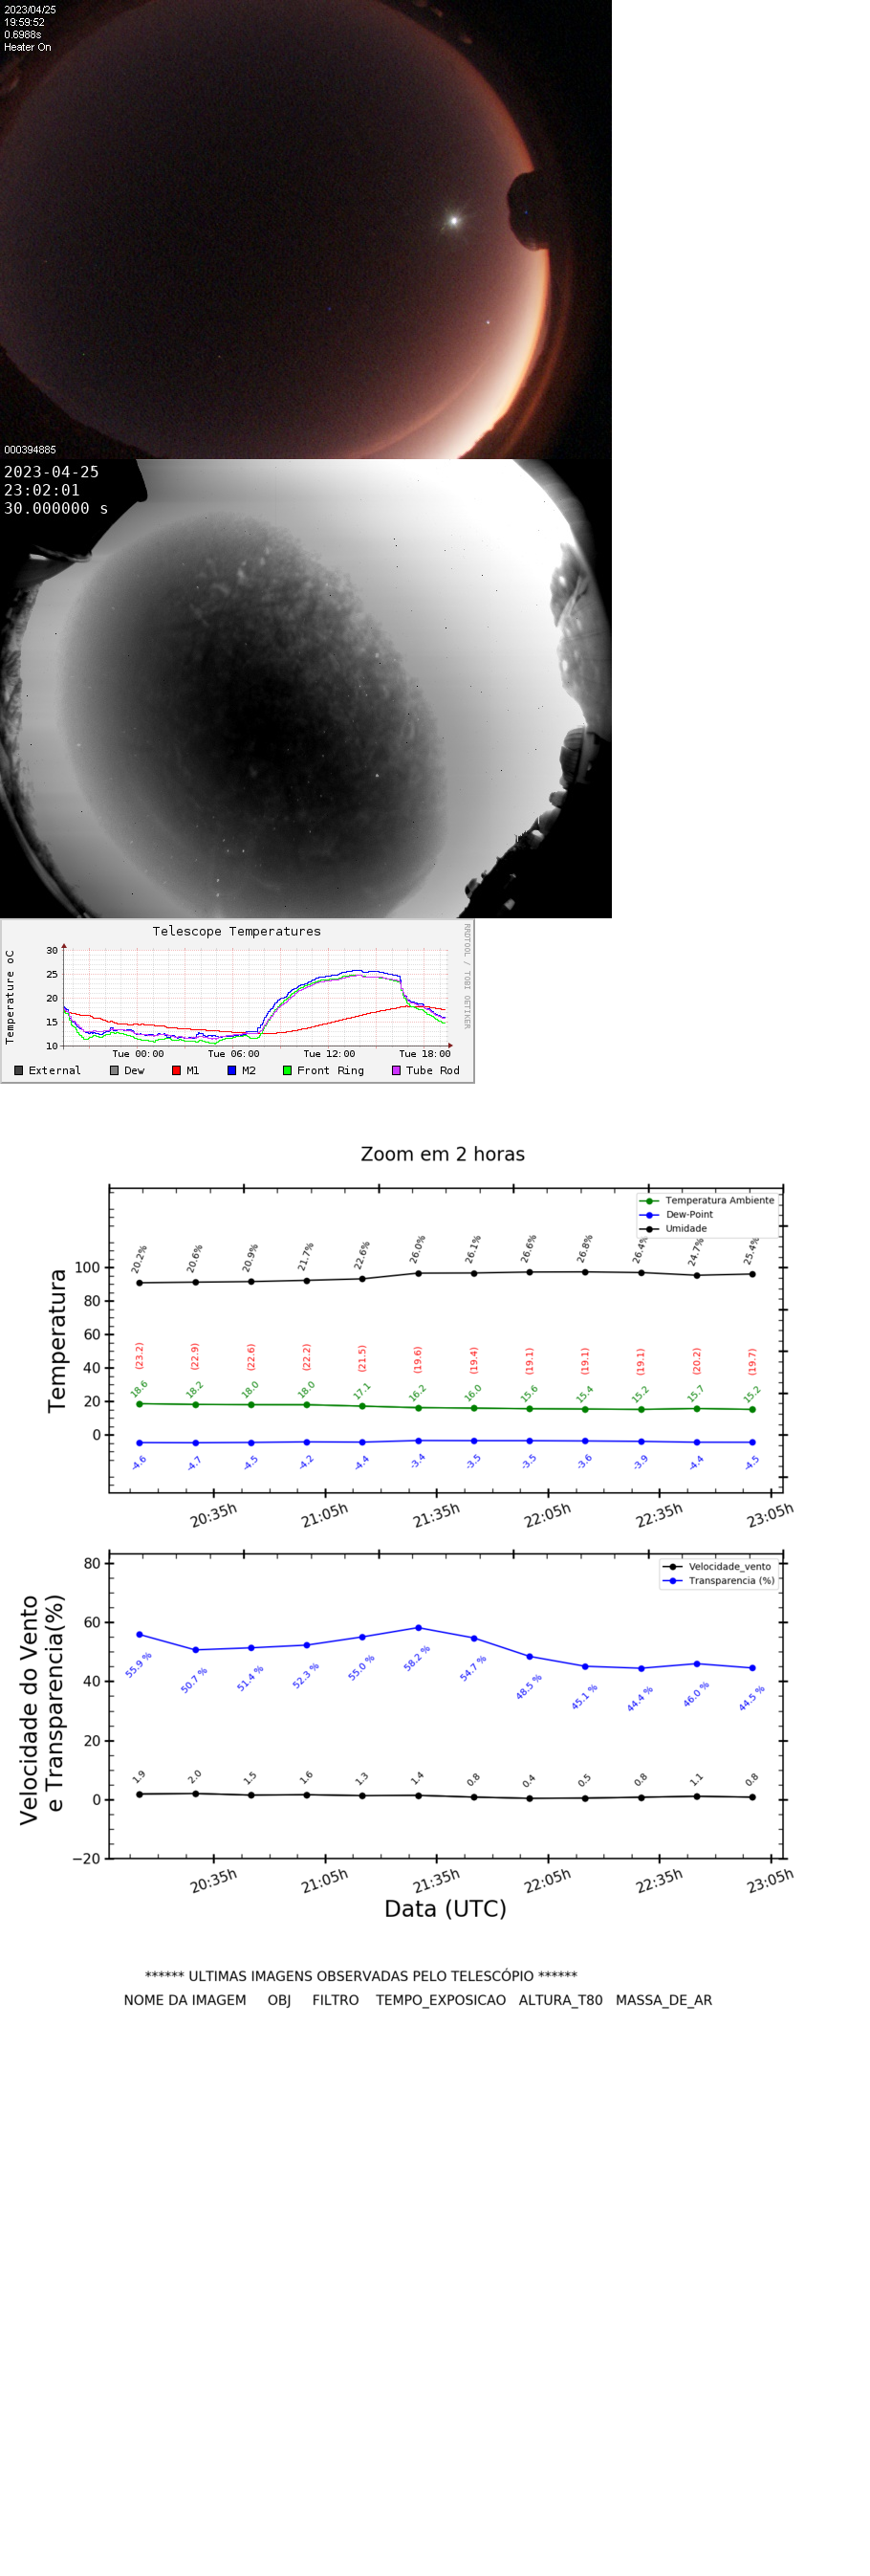 2023/04/25
19:59:52
0.6988s
Heater On
000394885
2023-04-25
23:02:01
30.000000 s
Telescope Temperatures
RRDTOOL / TOBI OETIKER
Temperature oC
30
25
20
15
10
Tue 00:00 Tue 06:00 Tue 12:00 Tue 18:00
External Dew M1 M2 Front Ring Tube Rod
Zoom em 2 horas
Temperatura Ambiente
Dew-Point
Umidade
Temperatura
100
80
60
40
20
0
20.2% 20.6% 20.9% 21.7% 22.6% 26.0% 26.1% 26.6% 26.8% 26.4% 24.7% 25.4%
(23.2) (22.9) (22.6) (22.2) (21.5) (19.6) (19.4) (19.1) (19.1) (19.1) (20.2) (19.7)
18.6 18.2 18.0 18.0 17.1 16.2 16.0 15.6 15.4 15.2 15.7 15.2
-4.6 -4.7 -4.5 -4.2 -4.4 -3.4 -3.5 -3.5 -3.6 -3.9 -4.4 -4.5
20:35h 21:05h 21:35h 22:05h 22:35h 23:05h
Velocidade_vento
Transparencia (%)
Velocidade do Vento
e Transparencia(%)
80
60
40
20
0
−20
55.9 % 50.7 % 51.4 % 52.3 % 55.0 % 58.2 % 54.7 % 48.5 % 45.1 % 44.4 % 46.0 % 44.5 %
1.9 2.0 1.5 1.6 1.3 1.4 0.8 0.4 0.5 0.8 1.1 0.8
20:35h 21:05h 21:35h 22:05h 22:35h 23:05h
Data (UTC)
****** ULTIMAS IMAGENS OBSERVADAS PELO TELESCÓPIO ******
NOME DA IMAGEM OBJ FILTRO TEMPO_EXPOSICAO ALTURA_T80 MASSA_DE_AR